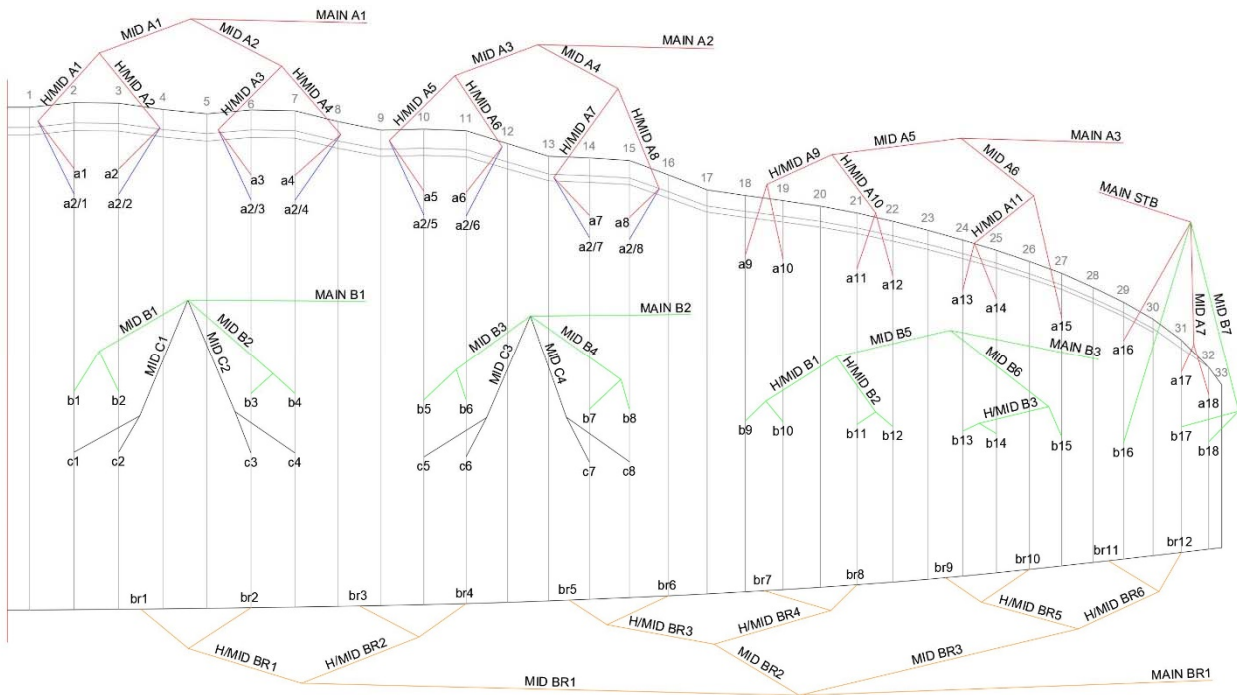 MAIN A1
MID A1
MID A2
H/MID A1
H/MID A2
H/MID A3
H/MID A4
MAIN A2
MID A3
MID A4
H/MID A5
H/MID A6
H/MID A7
H/MID A8
MAIN A3
MID A5
MID A6
H/MID A9
H/MID A10
H/MID A11
MAIN STB
MID A7
MID B7
1 2 3 4 5 6 7 8 9 10 11 12 13 14 15 16 17 18 19 20 21 22 23 24 25 26 27 28 29 30 31 32 33
a1 a2 a3 a4 a5 a6 a7 a8 a9 a10 a11 a12 a13 a14 a15 a16 a17 a18
a2/1 a2/2 a2/3 a2/4 a2/5 a2/6 a2/7 a2/8
MAIN B1
MID B1
MID B2
MID C1
MID C2
MAIN B2
MID B3
MID B4
MID C3
MID C4
MAIN B3
MID B5
MID B6
H/MID B1
H/MID B2
H/MID B3
b1 b2 b3 b4 b5 b6 b7 b8 b9 b10 b11 b12 b13 b14 b15 b16 b17 b18
c1 c2 c3 c4 c5 c6 c7 c8
br1 br2 br3 br4 br5 br6 br7 br8 br9 br10 br11 br12
H/MID BR1
H/MID BR2
H/MID BR3
H/MID BR4
H/MID BR5
H/MID BR6
MID BR1
MID BR2
MID BR3
MAIN BR1